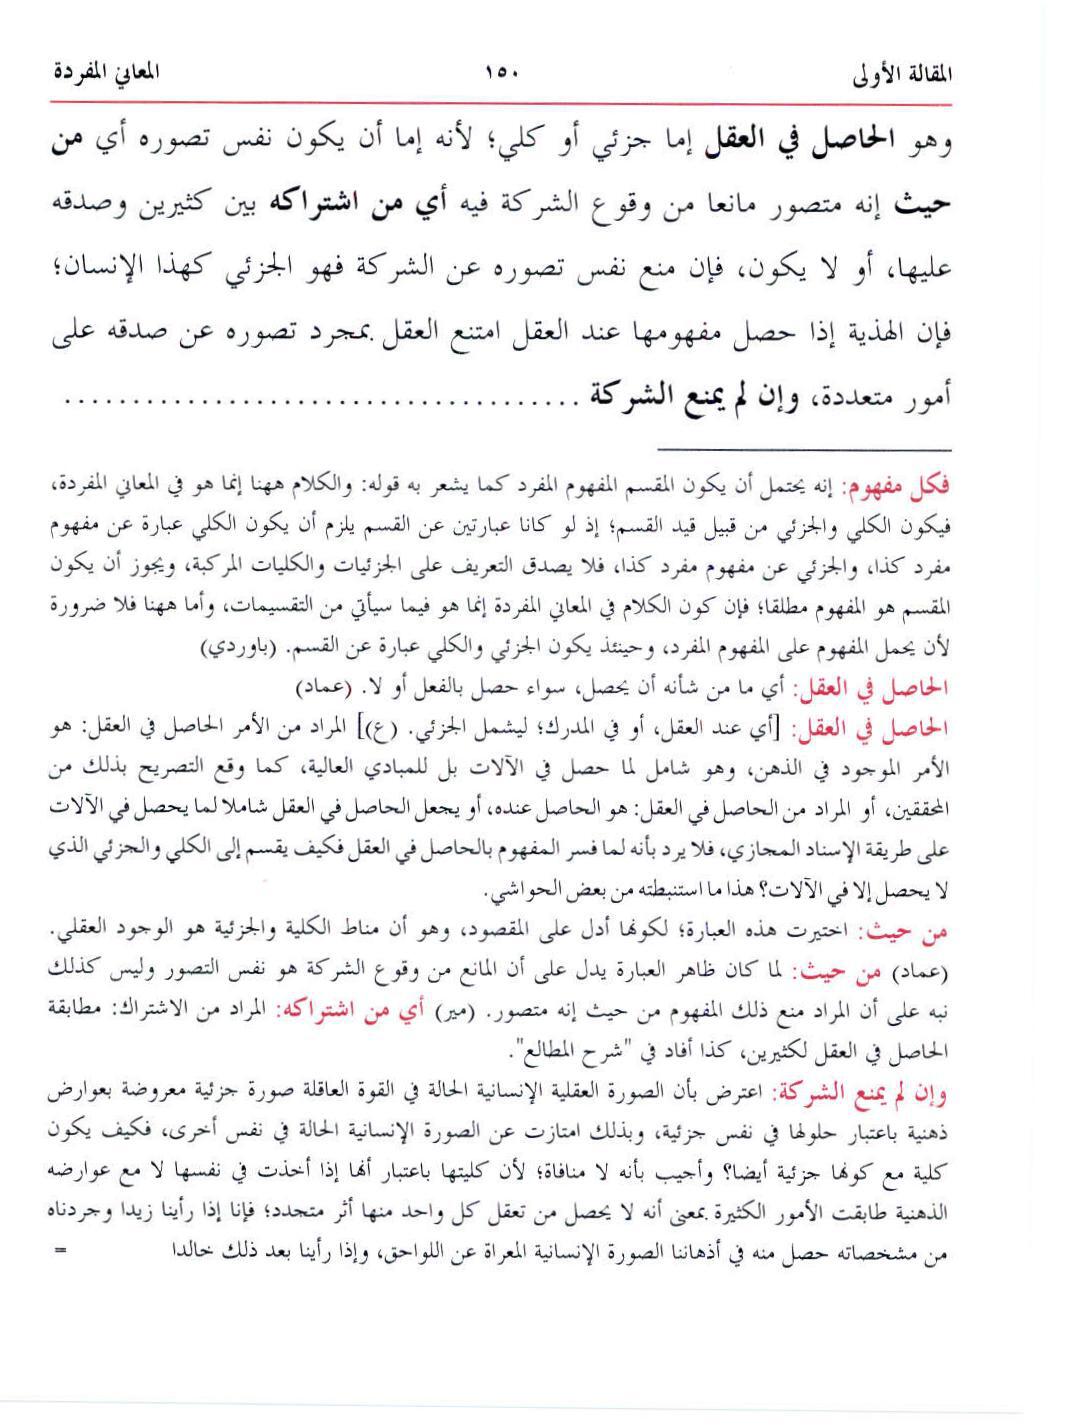 المقالة الأولى ١٥٠ المعاني المفردة
وهو الحاصل في العقل إما جزئي أو كلي؛ لأنه إما أن يكون نفس تصوره أي من
حيث إنه متصور مانعا من وقوع الشركة فيه أي من اشتراكه بين كثيرين وصدقه
عليها، أو لا يكون، فإن منع نفس تصوره عن الشركة فهو الجزئي كهذا الإنسان؛
فإن الهذية إذا حصل مفهومها عند العقل امتنع العقل بمجرد تصوره عن صدقه على
أمور متعددة، وإن لم يمنع الشركة ......................................
فكل مفهوم: إنه يحتمل أن يكون المقسم المفهوم المفرد كما يشعر به قوله: والكلام ههنا إنما هو في المعاني المفردة،
فيكون الكلي والجزئي من قبيل قيد القسم؛ إذ لو كانا عبارتين عن القسم يلزم أن يكون الكلي عبارة عن مفهوم
مفرد كذا، والجزئي عن مفهوم مفرد كذا، فلا يصدق التعريف على الجزئيات والكليات المركبة، ويجوز أن يكون
المقسم هو المفهوم مطلقا؛ فإن كون الكلام في المعاني المفردة إنما هو فيما سيأتي من التقسيمات، وأما ههنا فلا ضرورة
لأن يحمل المفهوم على المفهوم المفرد، وحينئذ يكون الجزئي والكلي عبارة عن القسم. (باوردي)
الحاصل في العقل: أي ما من شأنه أن يحصل، سواء حصل بالفعل أو لا. (عماد)
الحاصل في العقل: [أي عند العقل، أو في المدرك؛ ليشمل الجزئي. (ع)] المراد من الأمر الحاصل في العقل: هو
الأمر الموجود في الذهن، وهو شامل لما حصل في الآلات بل للمبادي العالية، كما وقع التصريح بذلك من
المحققين، أو المراد من الحاصل في العقل: هو الحاصل عنده، أو يجعل الحاصل في العقل شاملا لما يحصل في الآلات
على طريقة الإسناد المجازي، فلا يرد بأنه لما فسر المفهوم بالحاصل في العقل فكيف يقسم إلى الكلي والجزئي الذي
لا يحصل إلا في الآلات؟ هذا ما استنبطته من بعض الحواشي.
من حيث: اختيرت هذه العبارة؛ لكونها أدل على المقصود، وهو أن مناط الكلية والجزئية هو الوجود العقلي.
(عماد) من حيث: لما كان ظاهر العبارة يدل على أن المانع من وقوع الشركة هو نفس التصور وليس كذلك
نبه على أن المراد منع ذلك المفهوم من حيث إنه متصور. (مير) أي من اشتراكه: المراد من الاشتراك: مطابقة
الحاصل في العقل لكثيرين، كذا أفاد في "شرح المطالع".
وإن لم يمنع الشركة: اعترض بأن الصورة العقلية الإنسانية الحالة في القوة العاقلة صورة جزئية معروضة بعوارض
ذهنية باعتبار حلولها في نفس جزئية، وبذلك امتازت عن الصورة الإنسانية الحالة في نفس أخرى، فكيف يكون
كلية مع كونها جزئية أيضا؟ وأجيب بأنه لا منافاة؛ لأن كليتها باعتبار أنها إذا أخذت في نفسها لا مع عوارضه
الذهنية طابقت الأمور الكثيرة بمعنى أنه لا يحصل من تعقل كل واحد منها أثر متجدد؛ فإنا إذا رأينا زيدا وجردناه
من مشخصاته حصل منه في أذهاننا الصورة الإنسانية المعراة عن اللواحق، وإذا رأينا بعد ذلك خالدا =